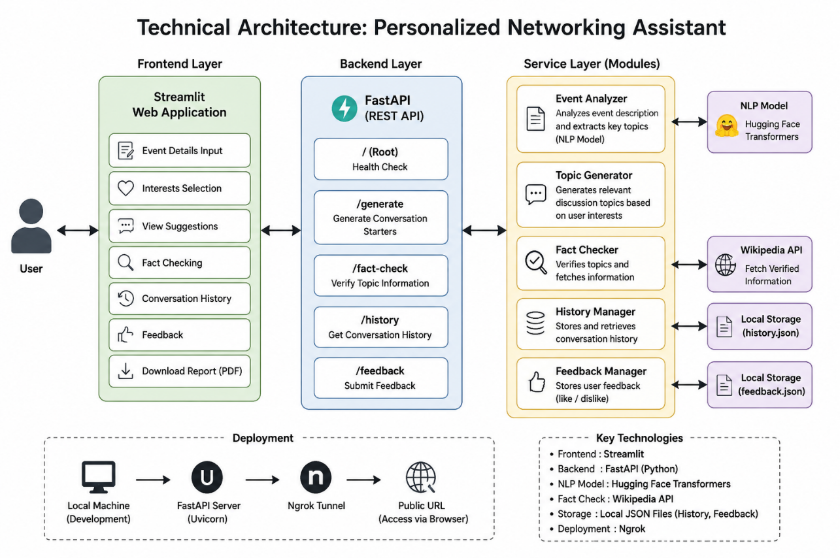 Technical Architecture: Personalized Networking Assistant
Frontend Layer
Streamlit
Web Application
Event Details Input
Interests Selection
View Suggestions
Fact Checking
Conversation History
Feedback
Download Report (PDF)
User
Backend Layer
FastAPI
(REST API)
/ (Root)
Health Check
/generate
Generate Conversation
Starters
/fact-check
Verify Topic Information
/history
Get Conversation History
/feedback
Submit Feedback
Service Layer (Modules)
Event Analyzer
Analyzes event description
and extracts key topics
(NLP Model)
Topic Generator
Generates relevant
discussion topics based
on user interests
Fact Checker
Verifies topics and
fetches information
History Manager
Stores and retrieves
conversation history
Feedback Manager
Stores user feedback
(like / dislike)
NLP Model
Hugging Face
Transformers
Wikipedia API
Fetch Verified
Information
Local Storage
(history.json)
Local Storage
(feedback.json)
Deployment
Local Machine
(Development)
U
FastAPI Server
(Uvicorn)
n
Ngrok Tunnel
Public URL
(Access via Browser)
Key Technologies
• Frontend : Streamlit
• Backend : FastAPI (Python)
• NLP Model : Hugging Face Transformers
• Fact Check : Wikipedia API
• Storage : Local JSON Files (History, Feedback)
• Deployment : Ngrok